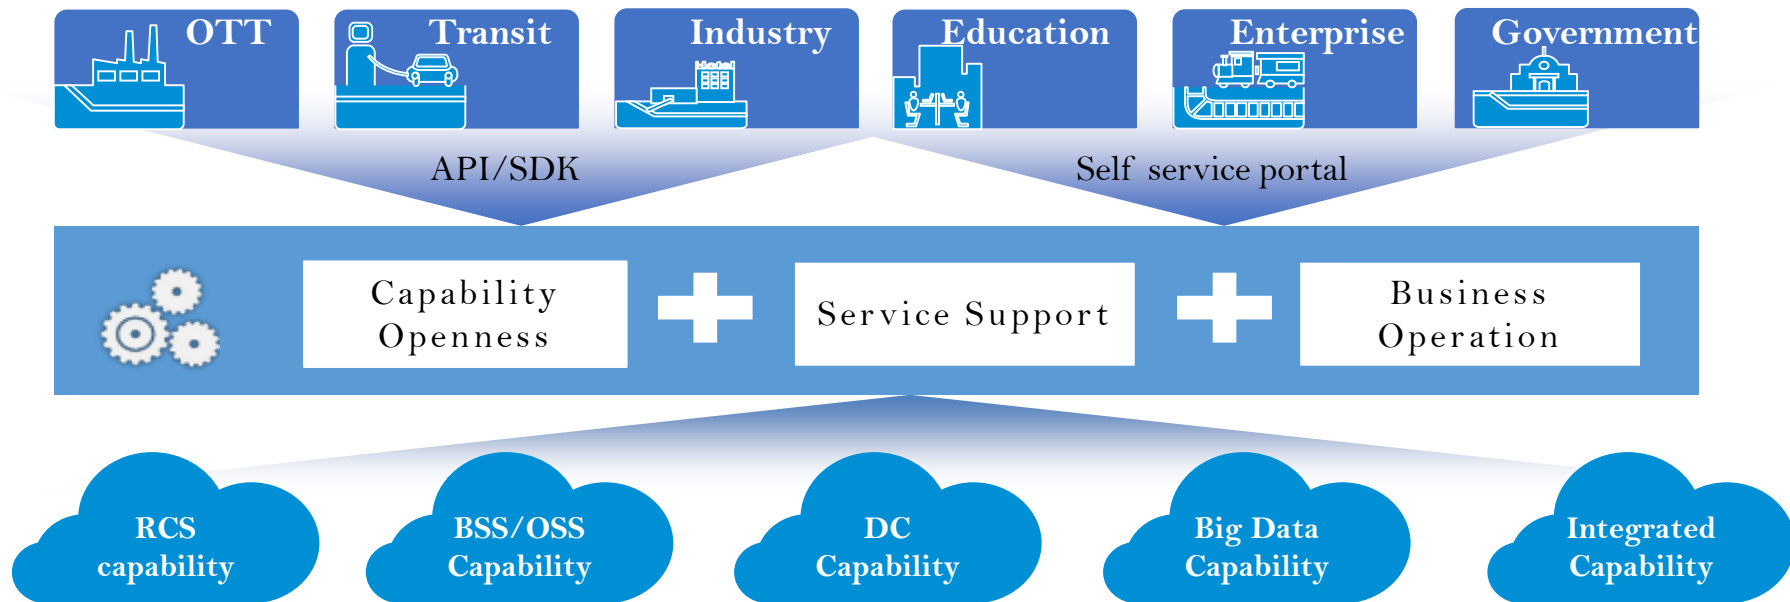 OTT
Transit
Industry
Education
Enterprise
Government
Hotel
API/SDK
Self service portal
Capability
Openness
Service Support
Business
Operation
RCS
capability
BSS/OSS
Capability
DC
Capability
Big Data
Capability
Integrated
Capability